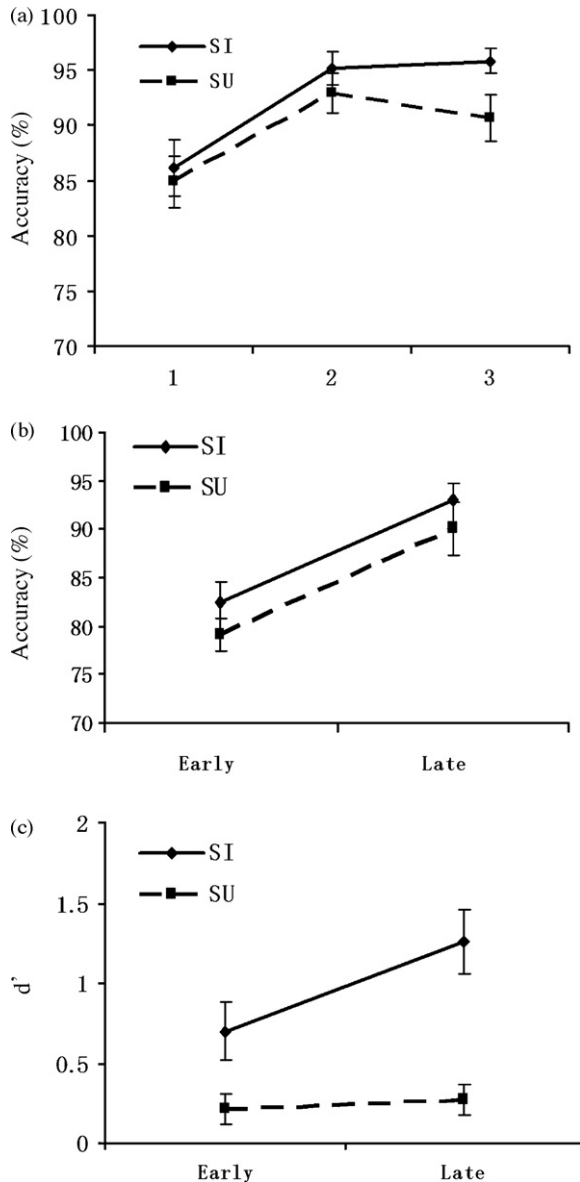 (a)
100
95
90
85
80
75
70
Accuracy (%)
SI
SU
1 2 3
(b)
100
95
90
85
80
75
70
Accuracy (%)
SI
SU
Early Late
(c)
2
1.5
1
0.5
0
d'
SI
SU
Early Late